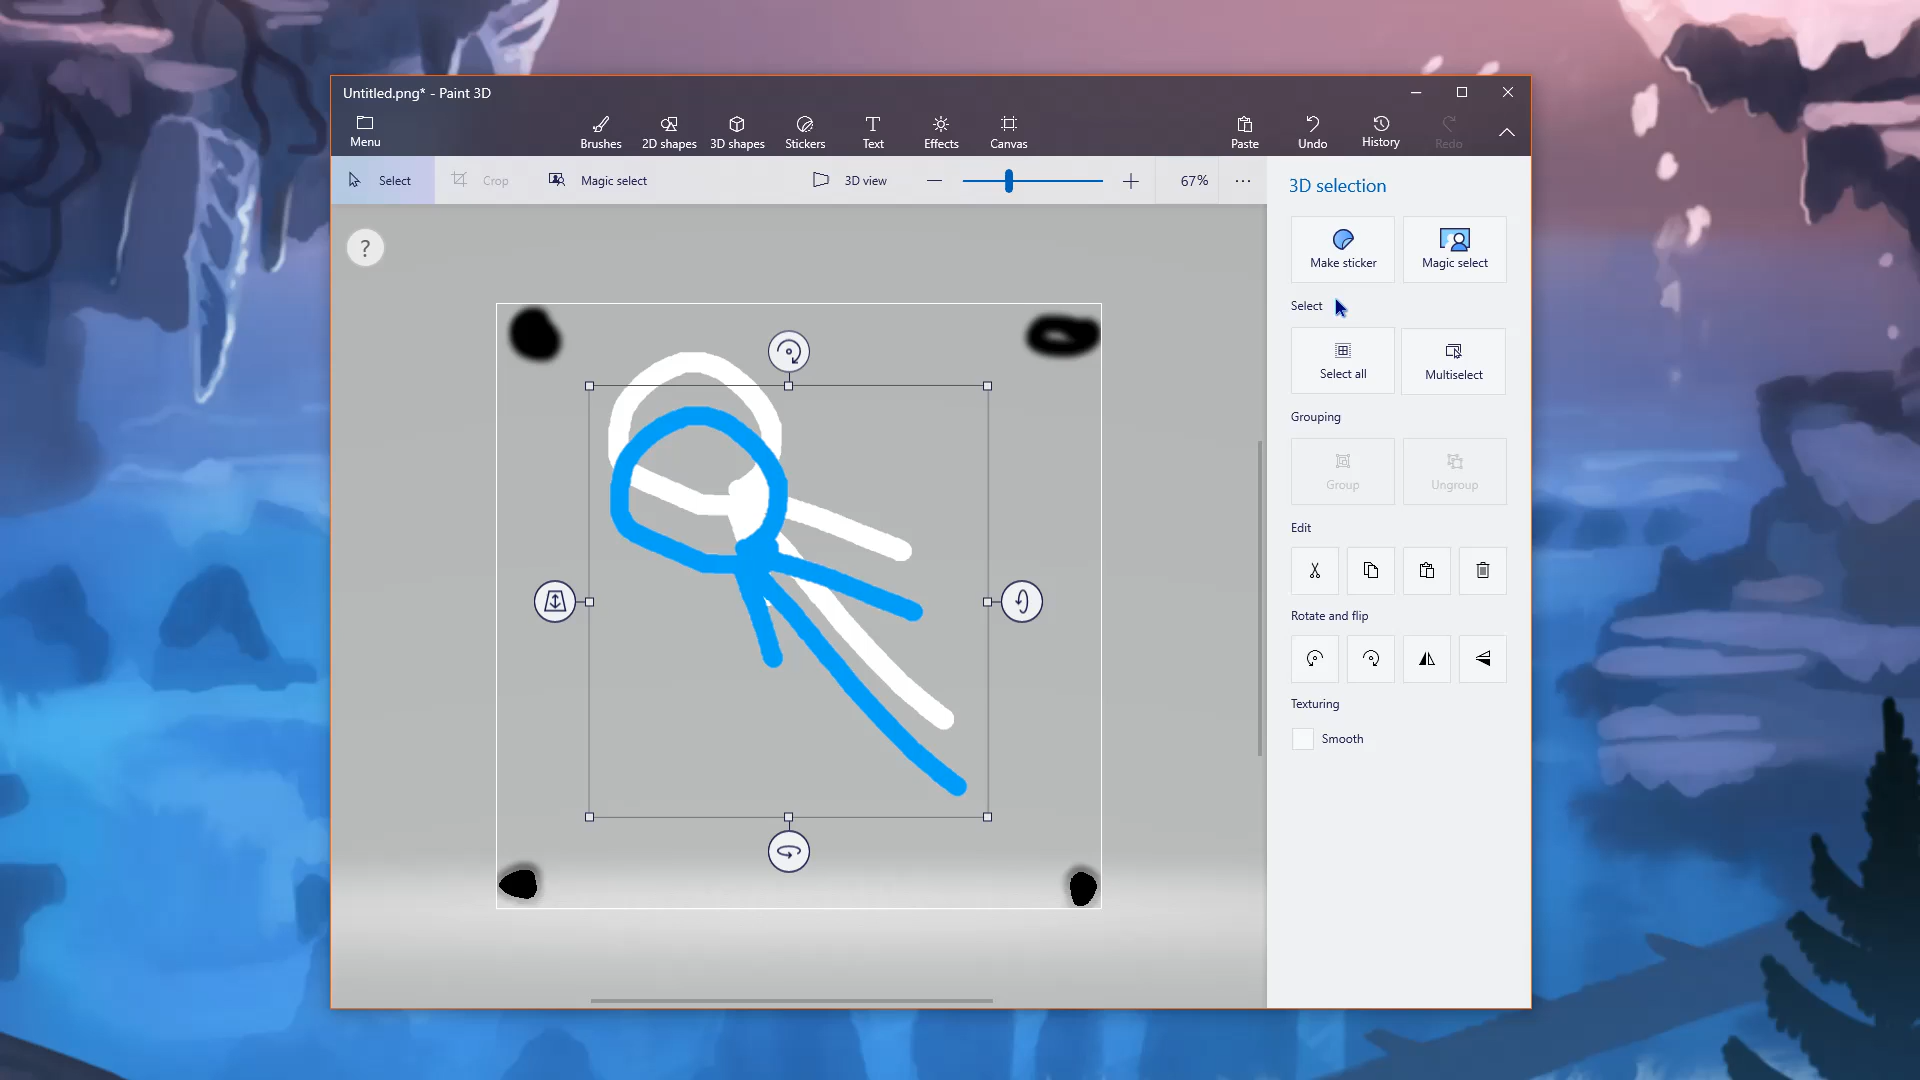 Untitled.png* - Paint 3D
Menu
Brushes
2D shapes
3D shapes
Stickers
Text
Effects
Canvas
Paste
Undo
History
Redo
Select
Crop
Magic select
3D view
67%
?
3D selection
Make sticker
Magic select
Select
Select all
Multiselect
Grouping
Group
Ungroup
Edit
Rotate and flip
Texturing
Smooth